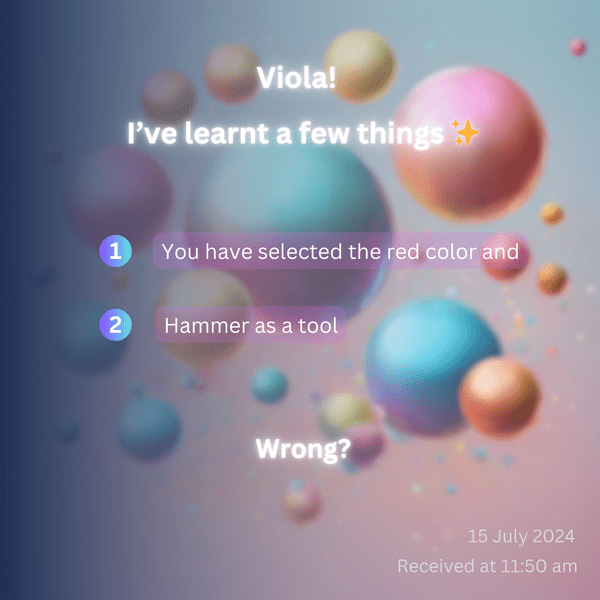 Viola!
I’ve learnt a few things ✨
1 You have selected the red color and
2 Hammer as a tool
Wrong?
15 July 2024
Received at 11:50 am